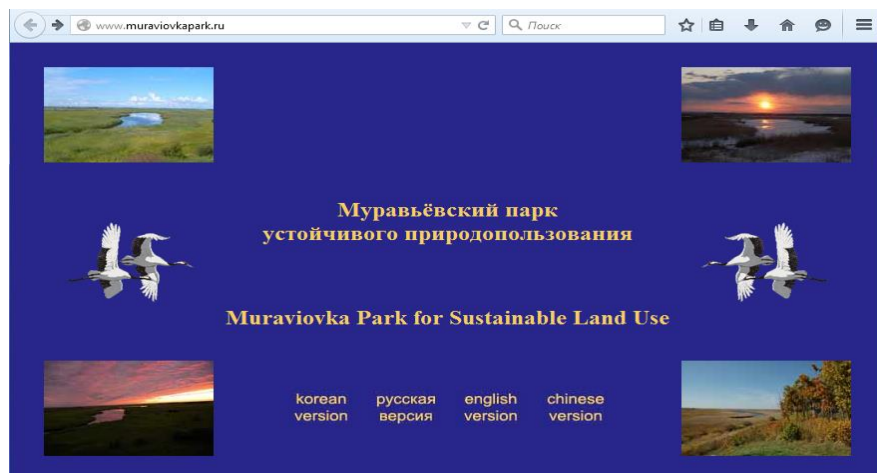 www.muraviovkapark.ru
Поиск
Муравьёвский парк
устойчивого природопользования
Muraviovka Park for Sustainable Land Use
korean version
русская версия
english version
chinese version